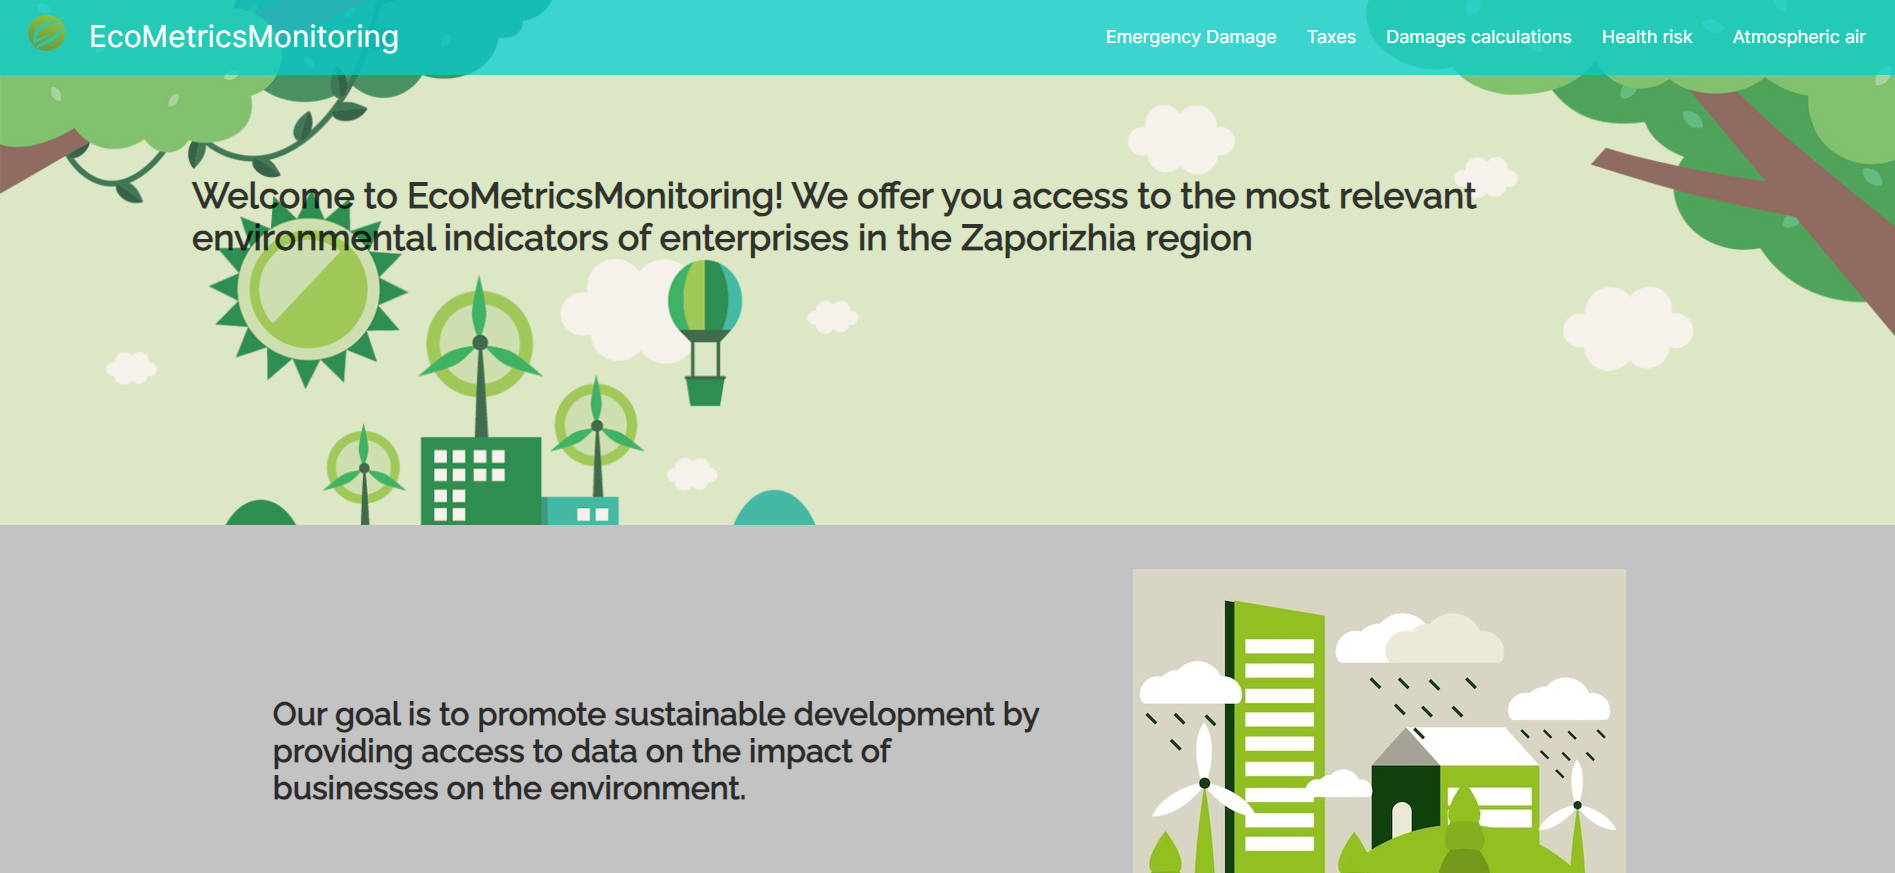 EcoMetricsMonitoring
Emergency Damage
Taxes
Damages calculations
Health risk
Atmospheric air
Welcome to EcoMetricsMonitoring! We offer you access to the most relevant
environmental indicators of enterprises in the Zaporizhia region
Our goal is to promote sustainable development by
providing access to data on the impact of
businesses on the environment.